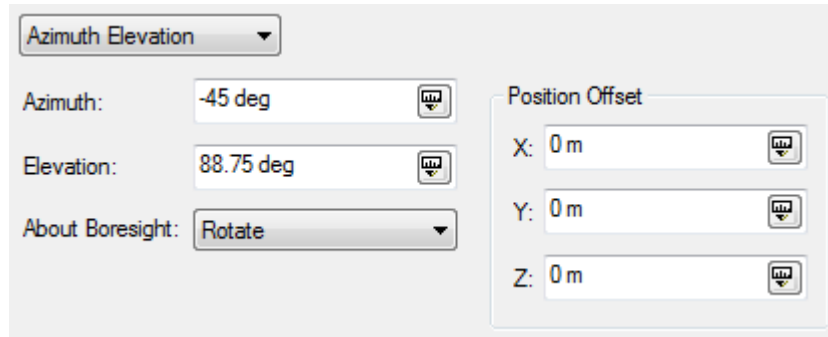 Azimuth Elevation
Azimuth: -45 deg
Elevation: 88.75 deg
About Boresight: Rotate
Position Offset
X: 0 m
Y: 0 m
Z: 0 m